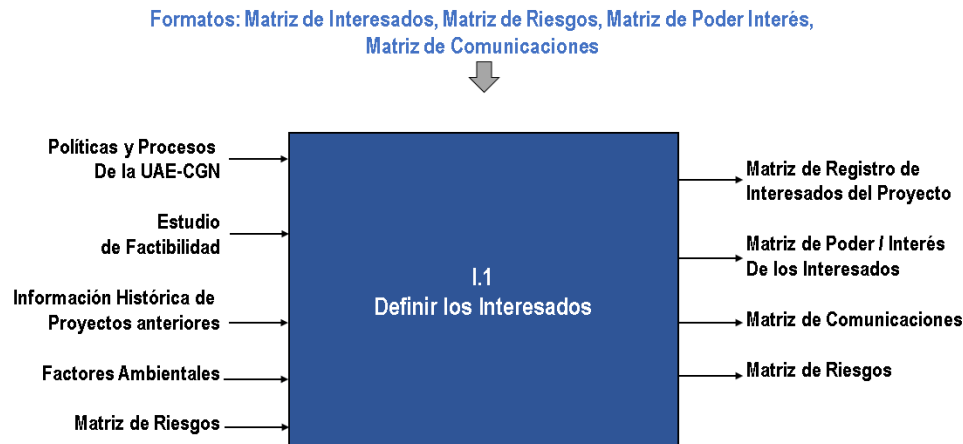 Formatos: Matriz de Interesados, Matriz de Riesgos, Matriz de Poder Interés,
Matriz de Comunicaciones
Políticas y Procesos
De la UAE-CGN
Estudio
de Factibilidad
Información Histórica de
Proyectos anteriores
Factores Ambientales
Matriz de Riesgos
I.1
Definir los Interesados
Matriz de Registro de
Interesados del Proyecto
Matriz de Poder / Interés
De los Interesados
Matriz de Comunicaciones
Matriz de Riesgos